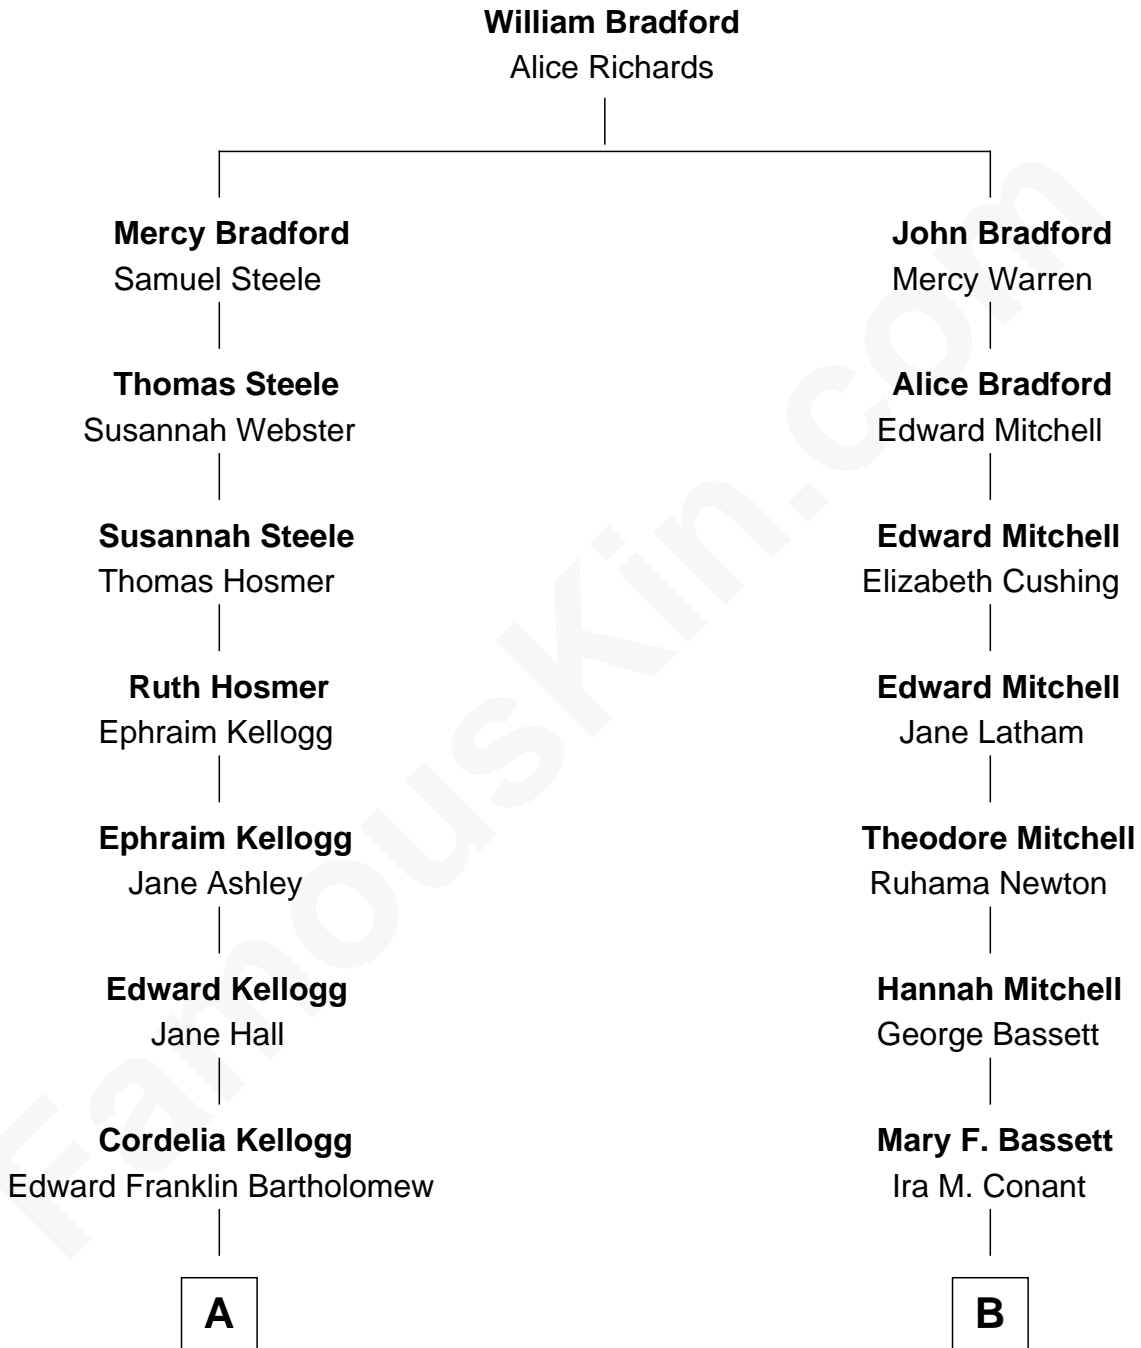 William Bradford
Alice Richards
Mercy Bradford
Samuel Steele
John Bradford
Mercy Warren
Thomas Steele
Susannah Webster
Alice Bradford
Edward Mitchell
Susannah Steele
Thomas Hosmer
Edward Mitchell
Elizabeth Cushing
Ruth Hosmer
Ephraim Kellogg
Edward Mitchell
Jane Latham
Ephraim Kellogg
Jane Ashley
Theodore Mitchell
Ruhama Newton
Edward Kellogg
Jane Hall
Hannah Mitchell
George Bassett
Cordelia Kellogg
Edward Franklin Bartholomew
Mary F. Bassett
Ira M. Conant
A
B
FamousKin.com